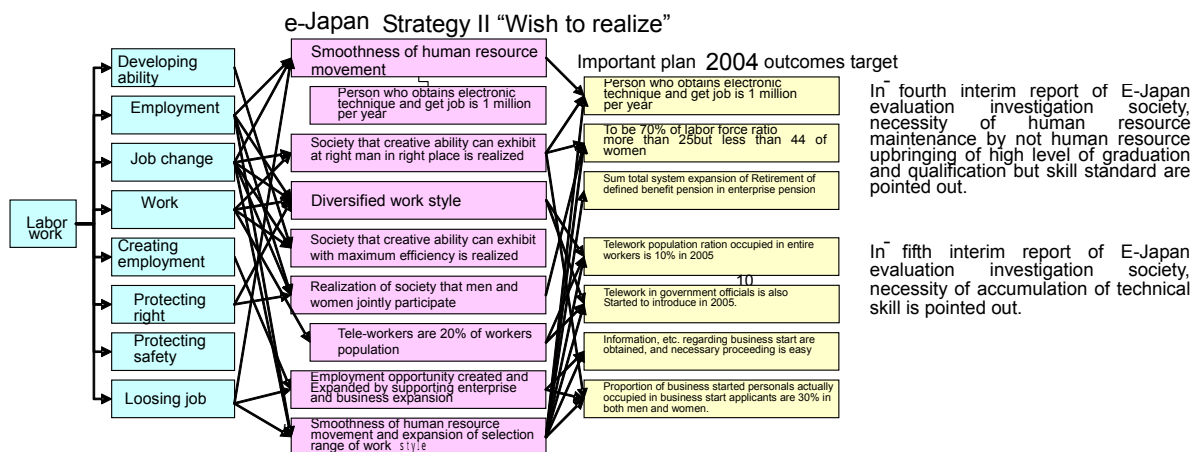 e-Japan Strategy II “Wish to realize”
Important plan 2004 outcomes target
Labor
work
Developing
ability
Employment
Job change
Work
Creating
employment
Protecting
right
Protecting
safety
Loosing job
Smoothness of human resource
movement
Person who obtains electronic
technique and get job is 1 million
per year
Society that creative ability can exhibit
at right man in right place is realized
Diversified work style
Society that creative ability can exhibit
with maximum efficiency is realized
Realization of society that men and
women jointly participate
Tele-workers are 20% of workers
population
Employment opportunity created and
Expanded by supporting enterprise
and business expansion
Smoothness of human resource
movement and expansion of selection
range of work style
Person who obtains electronic
technique and get job is 1 million
per year
To be 70% of labor force ratio
more than 25but less than 44 of
women
Sum total system expansion of Retirement of
defined benefit pension in enterprise pension
Telework population ration occupied in entire
workers is 10% in 2005
10
Telework in government officials is also
Started to introduce in 2005.
Information, etc. regarding business start are
obtained, and necessary proceeding is easy
Proportion of business started personals actually
occupied in business start applicants are 30% in
both men and women.
In fourth interim report of E-Japan
evaluation investigation society,
necessity of human resource
maintenance by not human resource
upbringing of high level of graduation
and qualification but skill standard are
pointed out.
In fifth interim report of E-Japan
evaluation investigation society,
necessity of accumulation of technical
skill is pointed out.